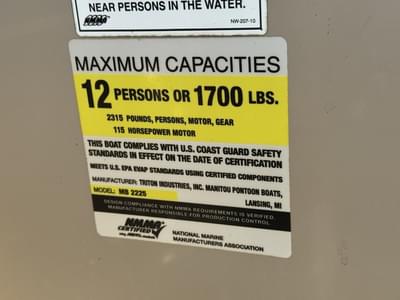 NEAR PERSONS IN THE WATER.
NMMA
NW-207-10
MAXIMUM CAPACITIES
12 PERSONS OR 1700 LBS.
2315 POUNDS, PERSONS, MOTOR, GEAR
115 HORSEPOWER MOTOR
THIS BOAT COMPLIES WITH U.S. COAST GUARD SAFETY
STANDARDS IN EFFECT ON THE DATE OF CERTIFICATION
MEETS U.S. EPA EVAP STANDARDS USING CERTIFIED COMPONENTS
MANUFACTURER: TRITON INDUSTRIES, INC. MANITOU PONTOON BOATS,
LANSING, MI
MODEL: MB 2225
DESIGN COMPLIANCE WITH NMMA REQUIREMENTS IS VERIFIED.
MANUFACTURER RESPONSIBLE FOR PRODUCTION CONTROL.
NMMA
CERTIFIED
NATIONAL MARINE
MANUFACTURERS ASSOCIATION